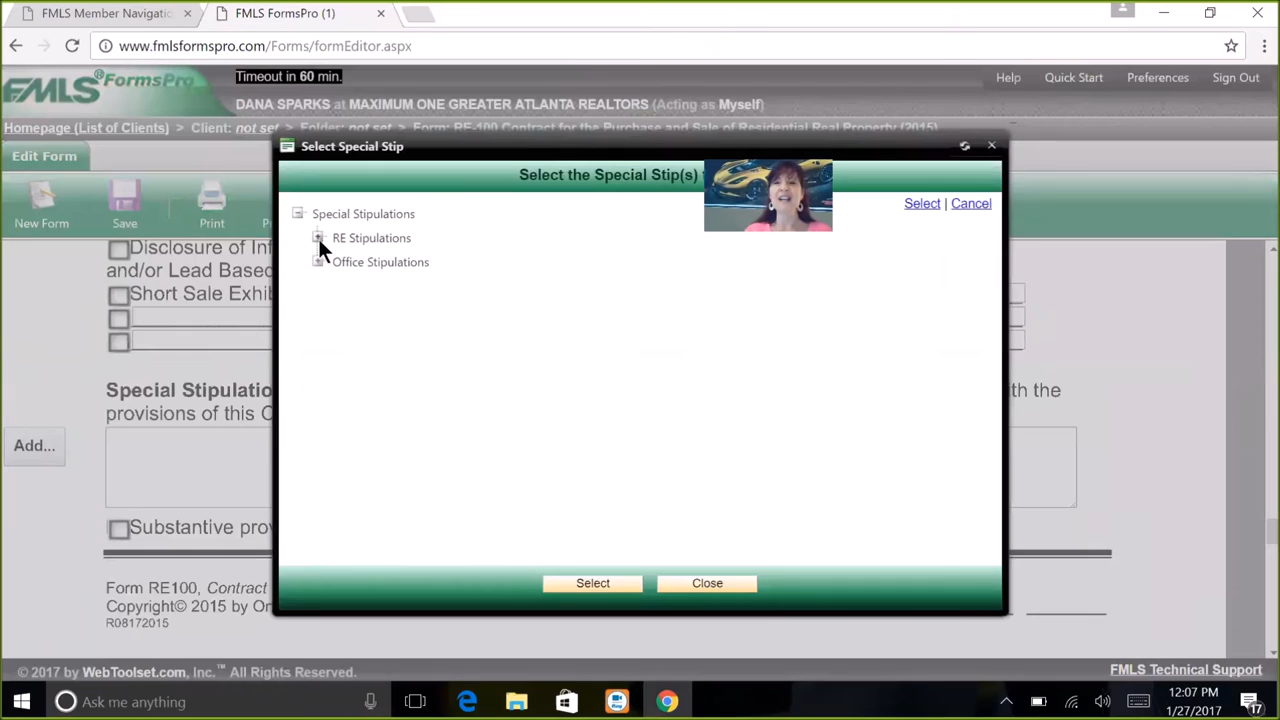 FMLS Member Navigatio
FMLS FormsPro (1)
www.fmlsformspro.com/Forms/formEditor.aspx
FMLS® FormsPro
Timeout in 60 min.
Help
Quick Start
Preferences
Sign Out
DANA SPARKS at MAXIMUM ONE GREATER ATLANTA REALTORS (Acting as Myself)
Homepage (List of Clients) > Client: not set > Folder: not set > Form: RE-100 Contract for the Purchase and Sale of Residential Real Property (2015)
Edit Form
Select Special Stip
Select the Special Stip(s)
New Form
Save
Print
Select | Cancel
Special Stipulations
RE Stipulations
Office Stipulations
Disclosure of Inf
and/or Lead Based
Short Sale Exhib
Special Stipulatio
th the
provisions of this C
Add...
Substantive prov
Select
Close
Form RE100, Contract
Copyright© 2015 by
R08172015
© 2017 by WebToolset.com, Inc.™ All Rights Reserved.
FMLS Technical Support
Ask me anything
12:07 PM
1/27/2017
17